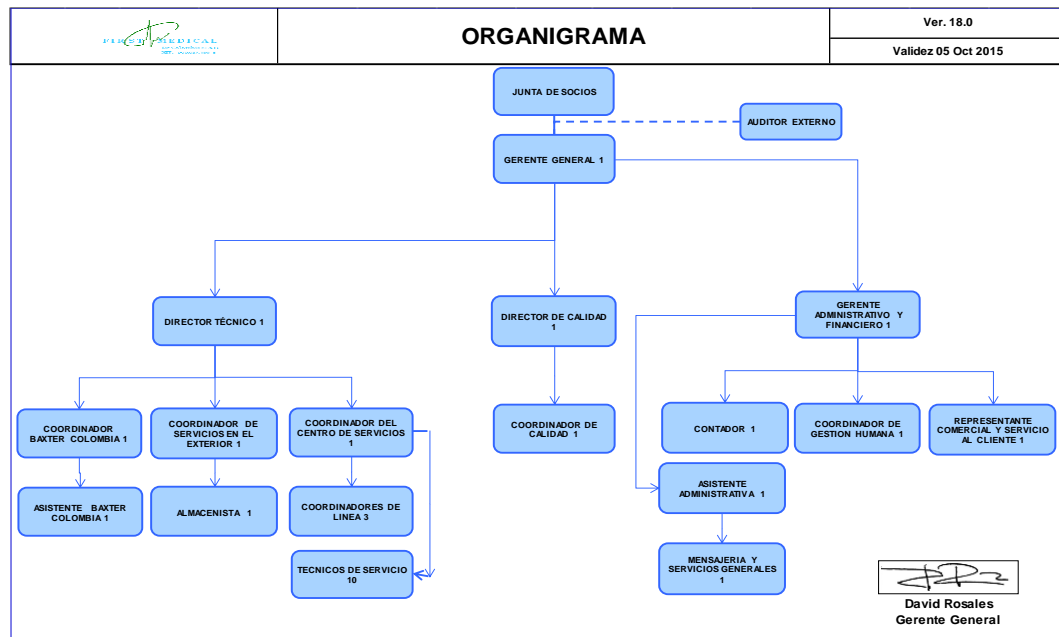 FIRST MEDICAL
ORGANIGRAMA
Ver. 18.0
Validez 05 Oct 2015
JUNTA DE SOCIOS
AUDITOR EXTERNO
GERENTE GENERAL 1
DIRECTOR TÉCNICO 1
DIRECTOR DE CALIDAD
1
GERENTE
ADMINISTRATIVO Y
FINANCIERO 1
COORDINADOR
BAXTER COLOMBIA 1
COORDINADOR DE
SERVICIOS EN EL
EXTERIOR 1
COORDINADOR DEL
CENTRO DE SERVICIOS
1
COORDINADOR DE
CALIDAD 1
CONTADOR 1
COORDINADOR DE
GESTION HUMANA 1
REPRESENTANTE
COMERCIAL Y SERVICIO
AL CLIENTE 1
ASISTENTE BAXTER
COLOMBIA 1
ALMACENISTA 1
COORDINADORES DE
LINEA 3
ASISTENTE
ADMINISTRATIVA 1
TECNICOS DE SERVICIO
10
MENSAJERIA Y
SERVICIOS GENERALES
1
David Rosales
Gerente General